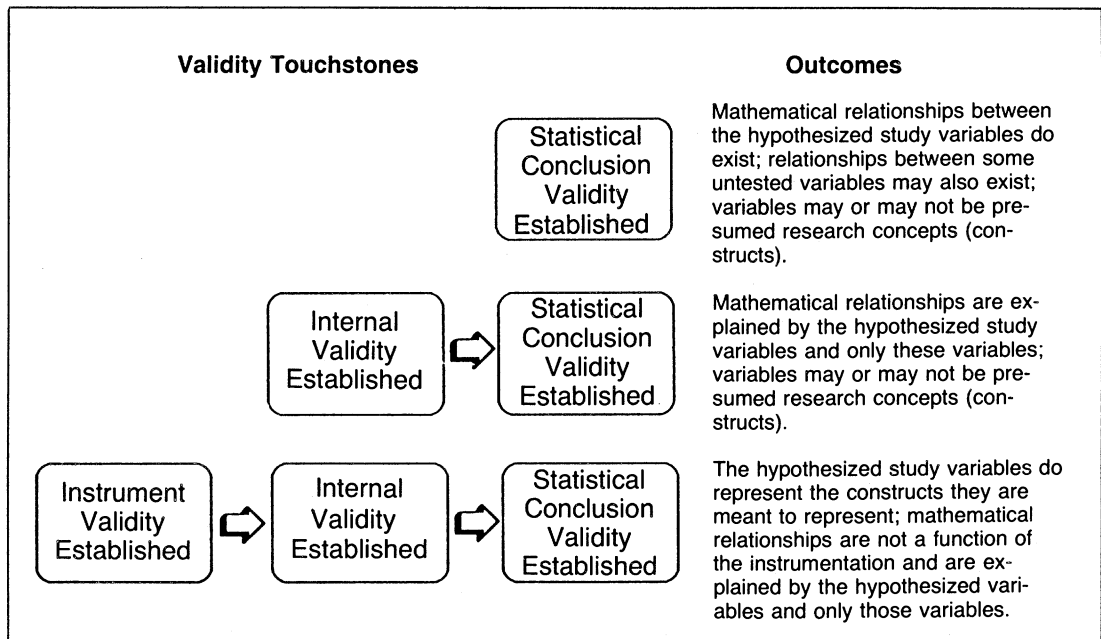 Validity Touchstones
Outcomes
Statistical
Conclusion
Validity
Established
Mathematical relationships between
the hypothesized study variables do
exist; relationships between some
untested variables may also exist;
variables may or may not be pre-
sumed research concepts (con-
structs).
Internal
Validity
Established
Statistical
Conclusion
Validity
Established
Mathematical relationships are ex-
plained by the hypothesized study
variables and only these variables;
variables may or may not be pre-
sumed research concepts (con-
structs).
Instrument
Validity
Established
Internal
Validity
Established
Statistical
Conclusion
Validity
Established
The hypothesized study variables do
represent the constructs they are
meant to represent; mathematical
relationships are not a function of
the instrumentation and are ex-
plained by the hypothesized vari-
ables and only those variables.